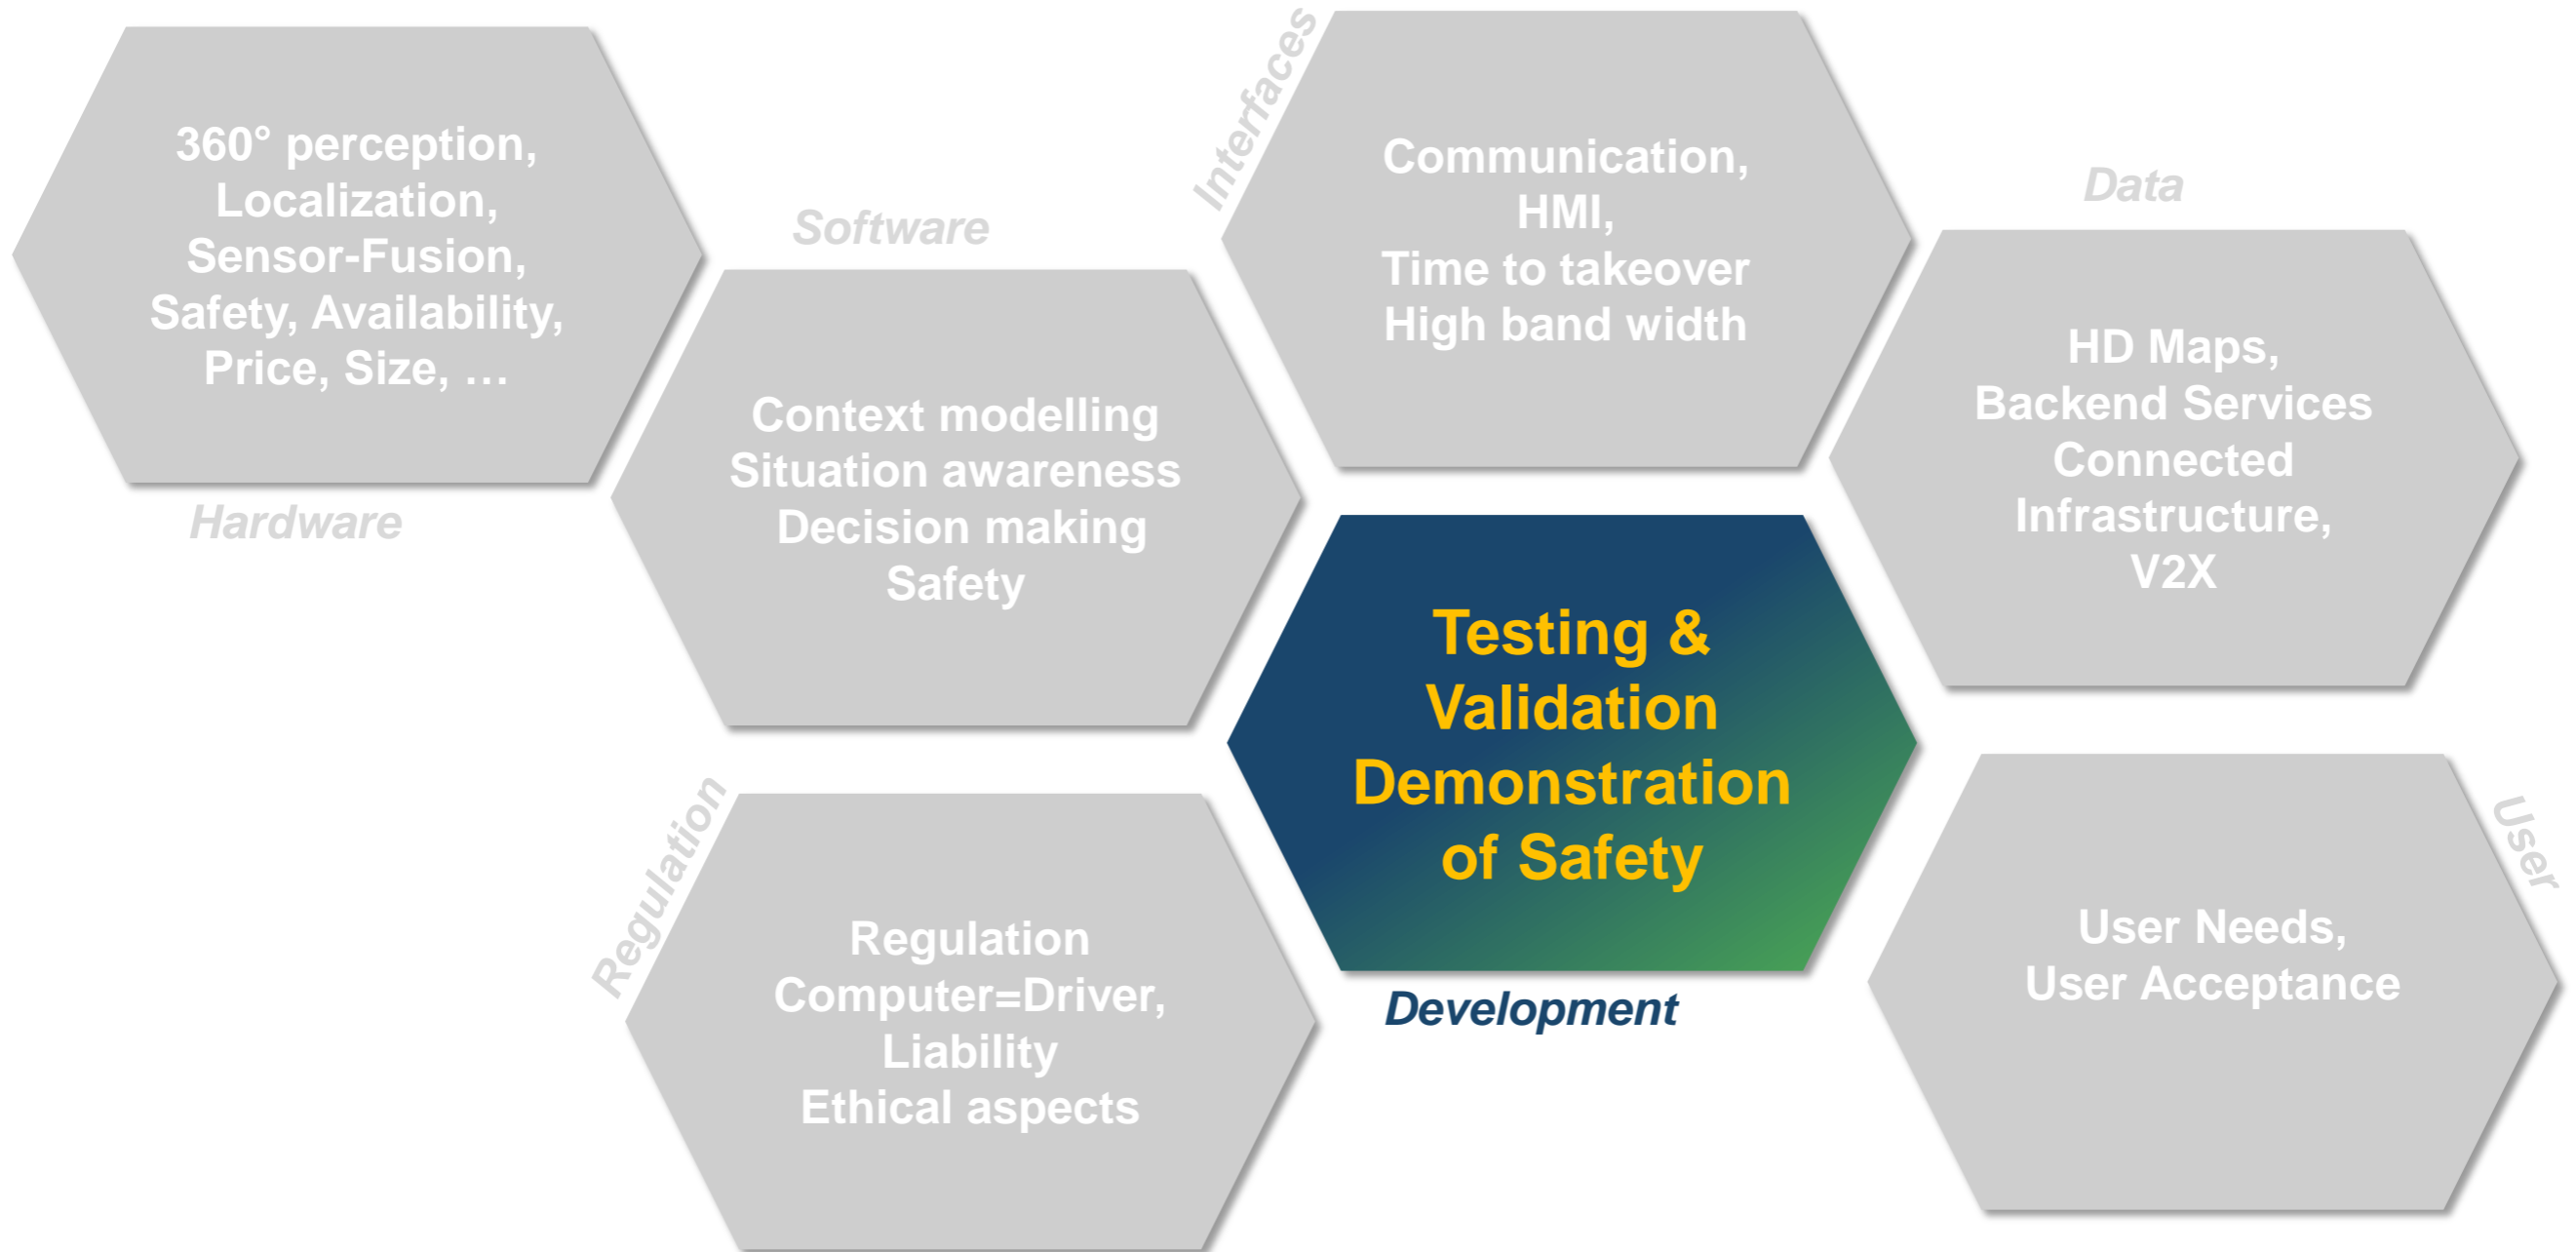 360° perception,
Localization,
Sensor-Fusion,
Safety, Availability,
Price, Size, …
Hardware
Software
Context modelling
Situation awareness
Decision making
Safety
Interfaces
Communication,
HMI,
Time to takeover
High band width
Data
HD Maps,
Backend Services
Connected
Infrastructure,
V2X
Testing &
Validation
Demonstration
of Safety
Development
Regulation
Regulation
Computer=Driver,
Liability
Ethical aspects
User
User Needs,
User Acceptance